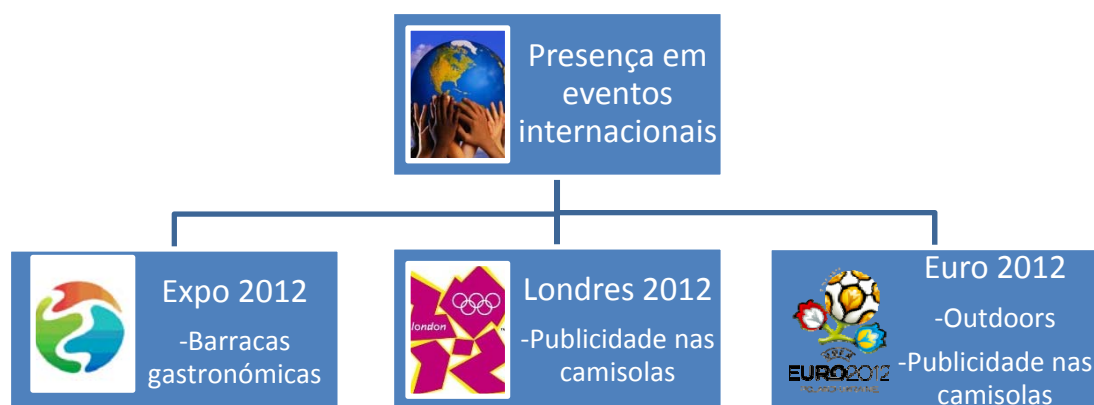 Presença em
eventos
internacionais
Expo 2012
-Barracas
gastronómicas
london
Londres 2012
-Publicidade nas
camisolas
UEFA
EURO2012
Euro 2012
-Outdoors
-Publicidade nas
camisolas